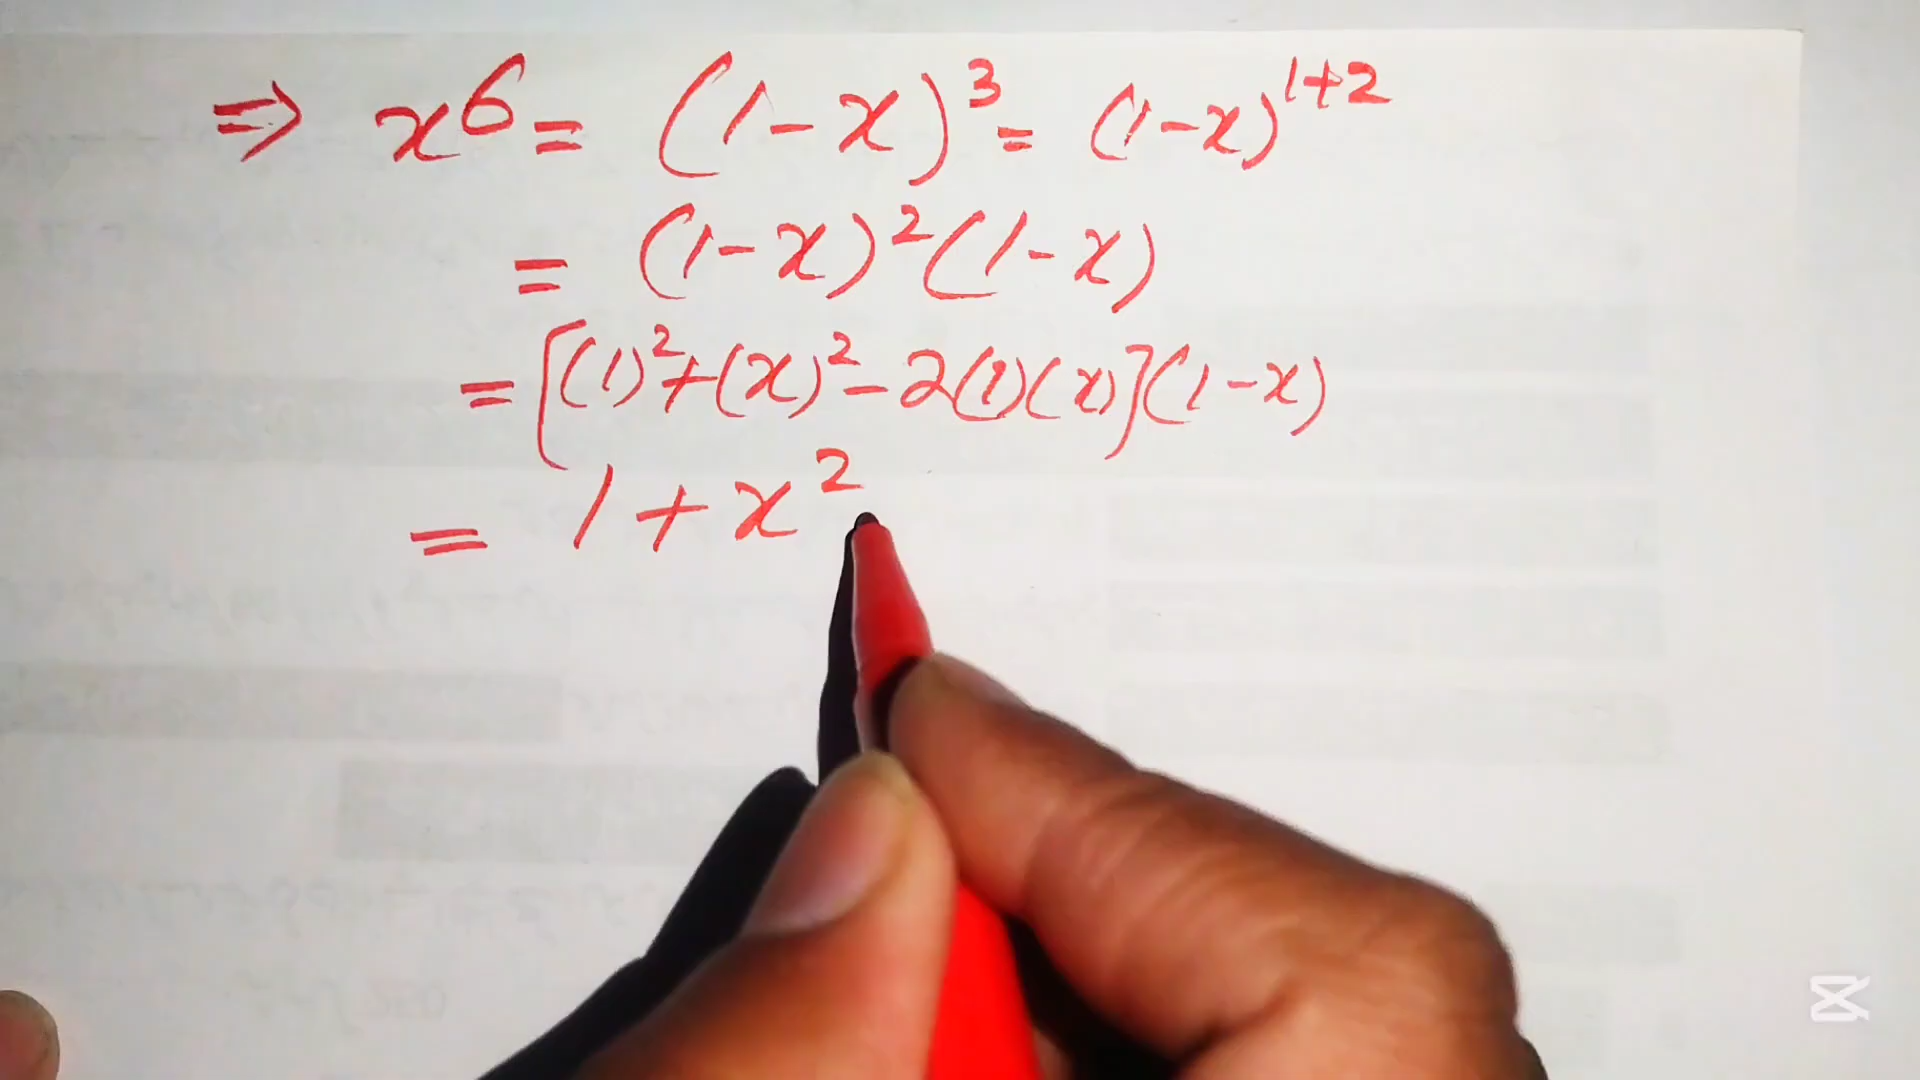 ⇒ x⁶ = (1-x)³ = (1-x)¹⁺²
= (1-x)²(1-x)
= [(1)²+(x)²-2(1)(x)](1-x)
= 1+x²